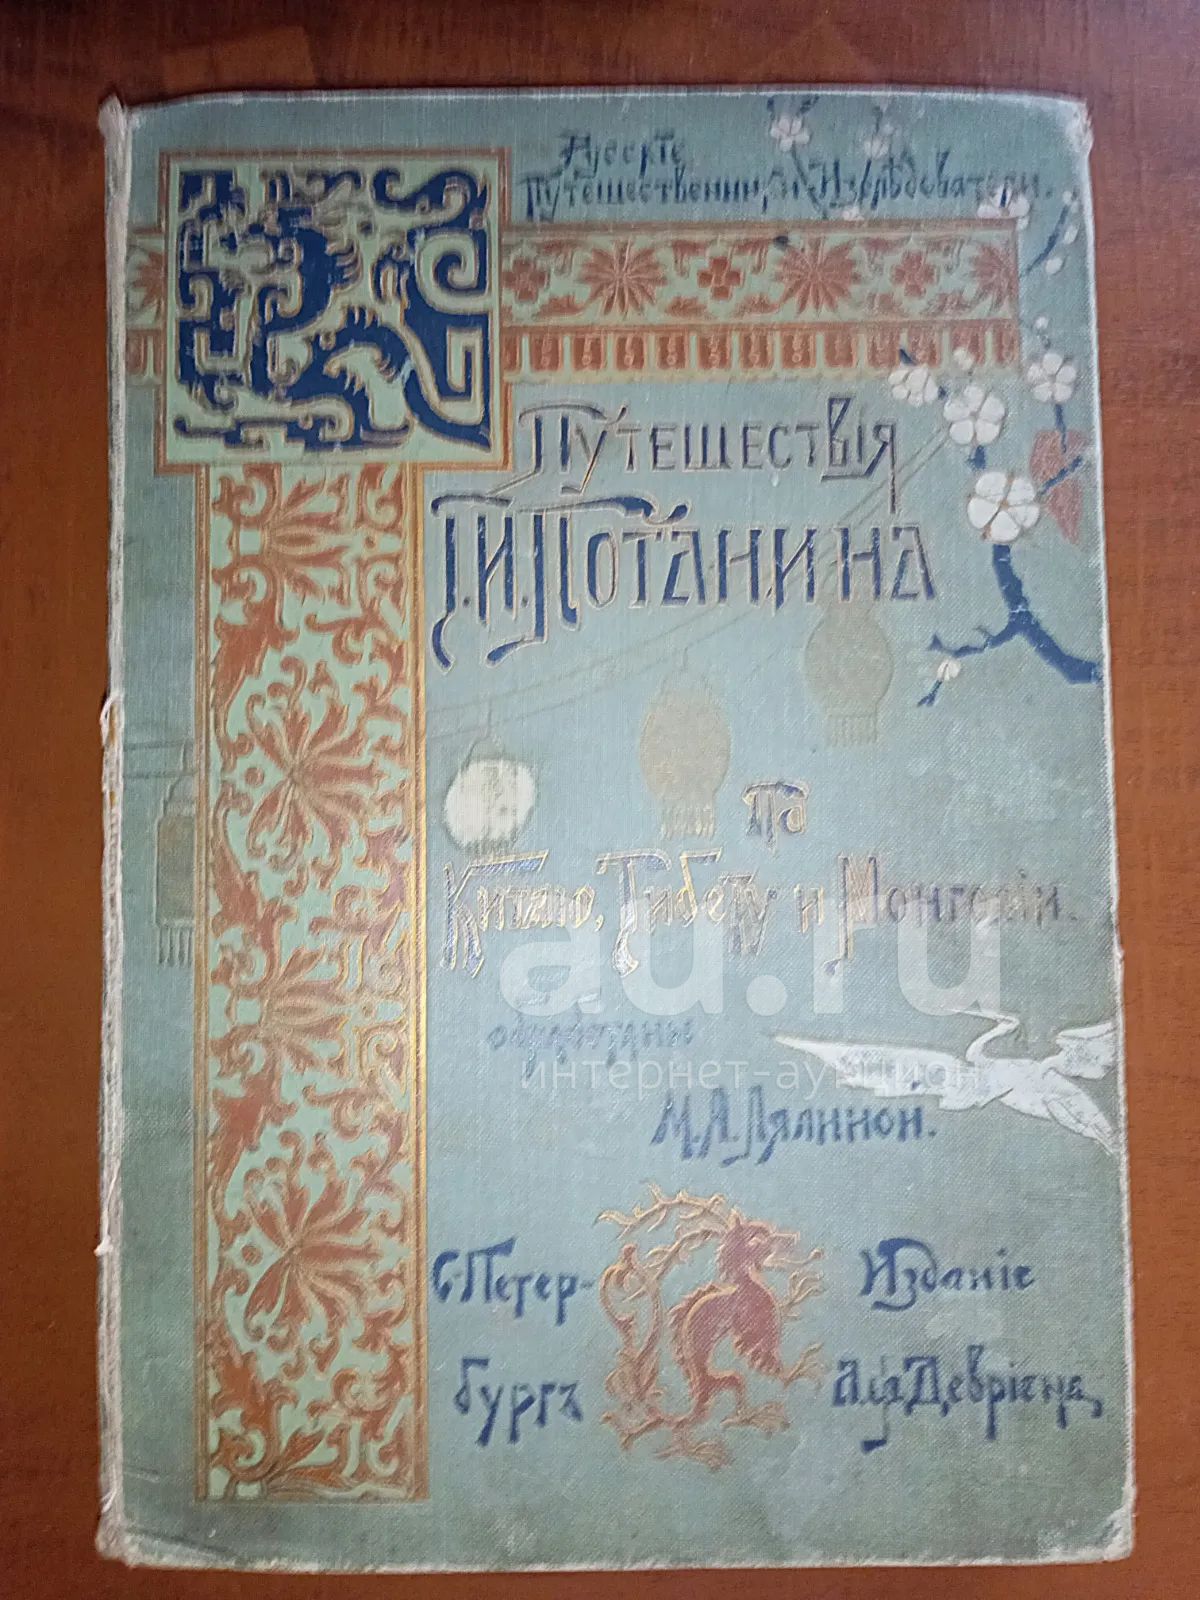 Русскіе
Путешественники-Изслѣдователи.
Путешествія
Г.И.Потанина
по
Китаю, Тибету и Монголіи.
обработаны
М.А.Лялиной.
С-Петер-
бургъ
Изданіе
А.Ф.Девріена
au.ru
интернет-аукцион